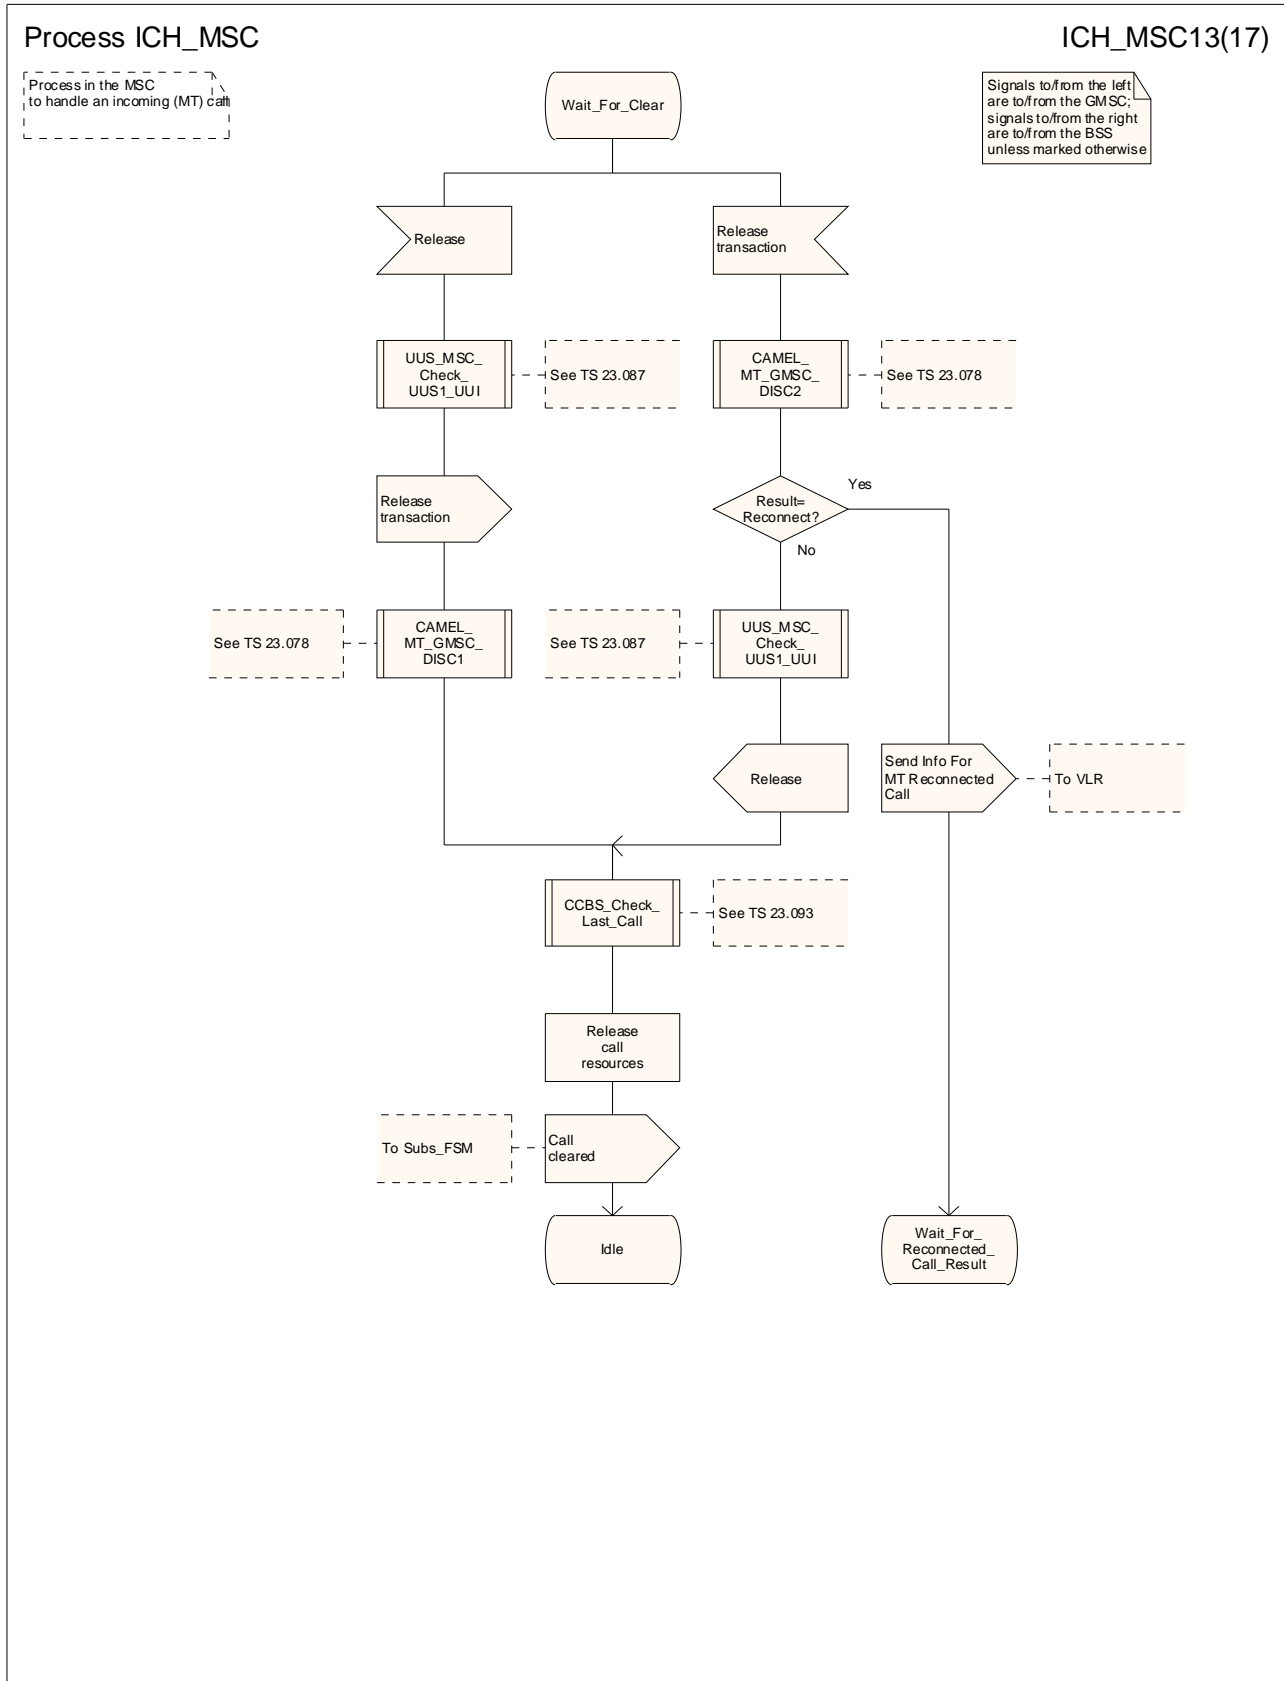 Process ICH_MSC
ICH_MSC13(17)
Process in the MSC
to handle an incoming (MT) call
Signals to/from the left
are to/from the GMSC;
signals to/from the right
are to/from the BSS
unless marked otherwise
Wait_For_Clear
Release
Release
transaction
UUS_MSC_
Check_
UUS1_UUI
See TS 23.087
CAMEL_
MT_GMSC_
DISC2
See TS 23.078
Release
transaction
Result=
Reconnect?
Yes
No
See TS 23.078
CAMEL_
MT_GMSC_
DISC1
See TS 23.087
UUS_MSC_
Check_
UUS1_UUI
Release
Send Info For
MT Reconnected
Call
To VLR
CCBS_Check_
Last_Call
See TS 23.093
Release
call
resources
To Subs_FSM
Call
cleared
Idle
Wait_For_
Reconnected_
Call_Result